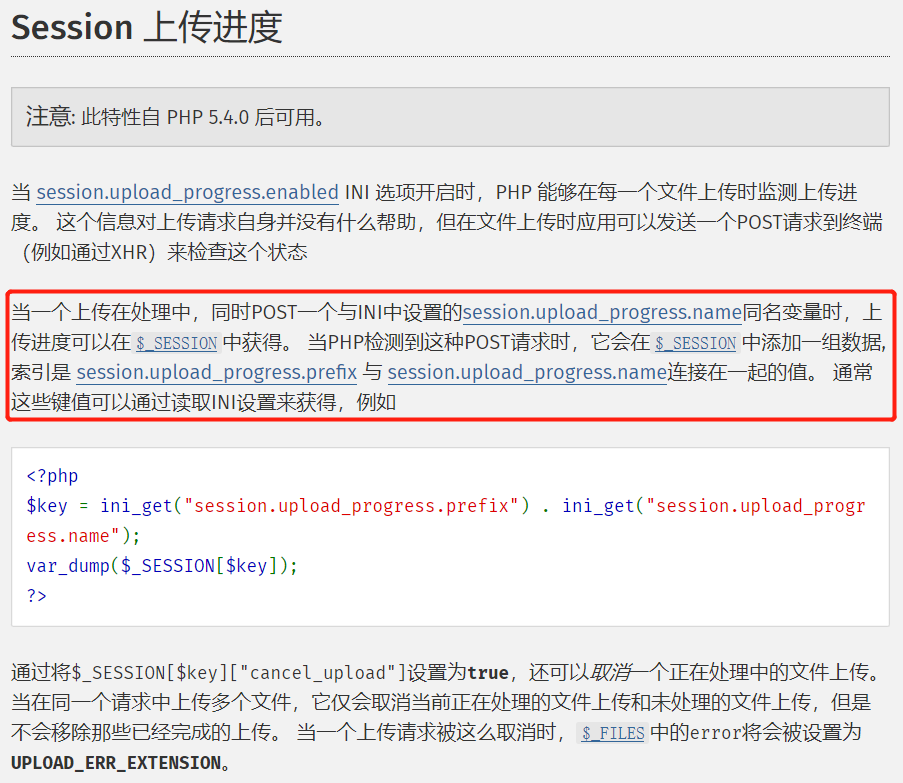 Session 上传进度
注意: 此特性自 PHP 5.4.0 后可用。
当 session.upload_progress.enabled INI 选项开启时，PHP 能够在每一个文件上传时监测上传进
度。 这个信息对上传请求自身并没有什么帮助，但在文件上传时应用可以发送一个POST请求到终端
（例如通过XHR）来检查这个状态
当一个上传在处理中，同时POST一个与INI中设置的session.upload_progress.name同名变量时，上
传进度可以在 $_SESSION 中获得。 当PHP检测到这种POST请求时，它会在 $_SESSION 中添加一组数据,
索引是 session.upload_progress.prefix 与 session.upload_progress.name连接在一起的值。 通常
这些键值可以通过读取INI设置来获得，例如
<?php
$key = ini_get("session.upload_progress.prefix") . ini_get("session.upload_progr
ess.name");
var_dump($_SESSION[$key]);
?>
通过将$_SESSION[$key]["cancel_upload"]设置为true，还可以取消一个正在处理中的文件上传。
当在同一个请求中上传多个文件，它仅会取消当前正在处理的文件上传和未处理的文件上传，但是
不会移除那些已经完成的上传。 当一个上传请求被这么取消时， $_FILES 中的error将会被设置为
UPLOAD_ERR_EXTENSION。